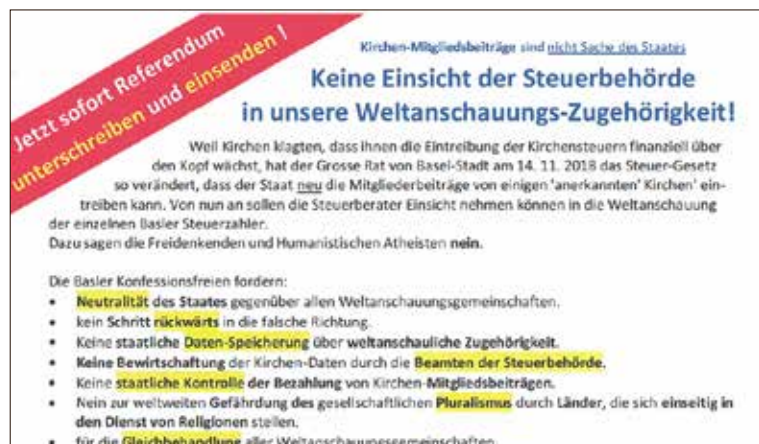 Jetzt sofort Referendum
unterschreiben und einsenden !
Kirchen-Mitgliedsbeiträge sind nicht Sache des Staates
Keine Einsicht der Steuerbehörde
in unsere Weltanschauungs-Zugehörigkeit!
Weil Kirchen klagten, dass ihnen die Eintreibung der Kirchensteuern finanziell über
den Kopf wächst, hat der Grosse Rat von Basel-Stadt am 14. 11. 2018 das Steuer-Gesetz
so verändert, dass der Staat neu die Mitgliederbeiträge von einigen 'anerkannten' Kirchen' ein-
treiben kann. Von nun an sollen die Steuerberater Einsicht nehmen können in die Weltanschauung
der einzelnen Basler Steuerzahler.
Dazu sagen die Freidenkenden und Humanistischen Atheisten nein.
Die Basler Konfessionsfreien fordern:
• Neutralität des Staates gegenüber allen Weltanschauungsgemeinschaften.
• kein Schritt rückwärts in die falsche Richtung.
• Keine staatliche Daten-Speicherung über weltanschauliche Zugehörigkeit.
• Keine Bewirtschaftung der Kirchen-Daten durch die Beamten der Steuerbehörde.
• Keine staatliche Kontrolle der Bezahlung von Kirchen-Mitgliedsbeiträgen.
• Nein zur weltweiten Gefährdung des gesellschaftlichen Pluralismus durch Länder, die sich einseitig in
den Dienst von Religionen stellen.
• für die Gleichbehandlung aller Weltanschauungsgemeinschaften.